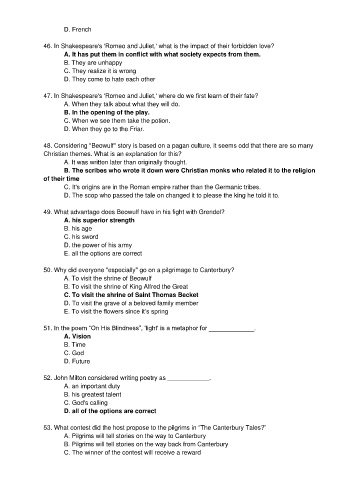 D. French
46. In Shakespeare's 'Romeo and Juliet,' what is the impact of their forbidden love?
A. It has put them in conflict with what society expects from them.
B. They are unhappy
C. They realize it is wrong
D. They come to hate each other
47. In Shakespeare's 'Romeo and Juliet,' where do we first learn of their fate?
A. When they talk about what they will do.
B. In the opening of the play.
C. When we see them take the potion.
D. When they go to the Friar.
48. Considering "Beowulf" story is based on a pagan culture, it seems odd that there are so many
Christian themes. What is an explanation for this?
A. It was written later than originally thought.
B. The scribes who wrote it down were Christian monks who related it to the religion
of their time
C. It's origins are in the Roman empire rather than the Germanic tribes.
D. The scop who passed the tale on changed it to please the king he told it to.
49. What advantage does Beowulf have in his fight with Grendel?
A. his superior strength
B. his age
C. his sword
D. the power of his army
E. all the options are correct
50. Why did everyone "especially" go on a pilgrimage to Canterbury?
A. To visit the shrine of Beowulf
B. To visit the shrine of King Alfred the Great
C. To visit the shrine of Saint Thomas Becket
D. To visit the grave of a beloved family member
E. To visit the flowers since it's spring
51. In the poem "On His Blindness", 'light' is a metaphor for _____________.
A. Vision
B. Time
C. God
D. Future
52. John Milton considered writing poetry as ____________.
A. an important duty
B. his greatest talent
C. God's calling
D. all of the options are correct
53. What contest did the host propose to the pilgrims in "The Canterbury Tales?"
A. Pilgrims will tell stories on the way to Canterbury
B. Pilgrims will tell stories on the way back from Canterbury
C. The winner of the contest will receive a reward